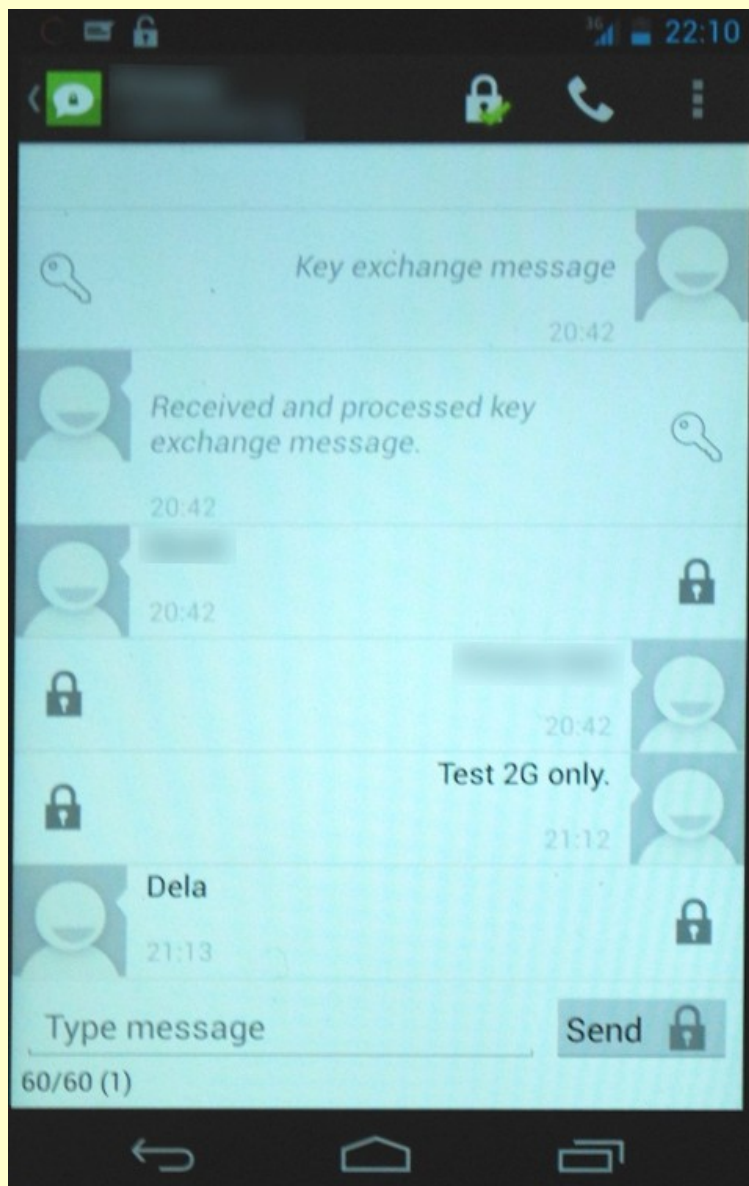 3G
22:10
Key exchange message
20:42
Received and processed key
exchange message.
20:42
20:42
20:42
Test 2G only.
21:12
Dela
21:13
Type message
Send
60/60 (1)